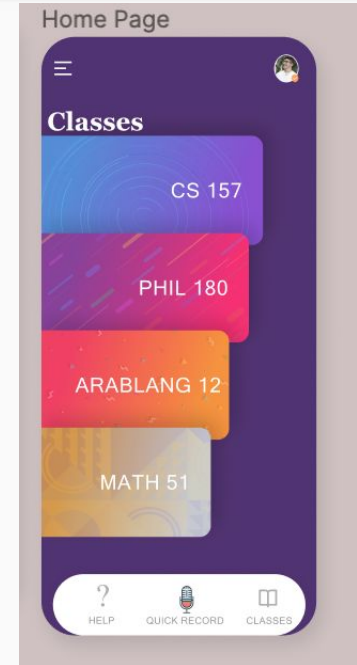 Home Page
Classes
CS 157
PHIL 180
ARABLANG 12
MATH 51
?
HELP QUICK RECORD CLASSES